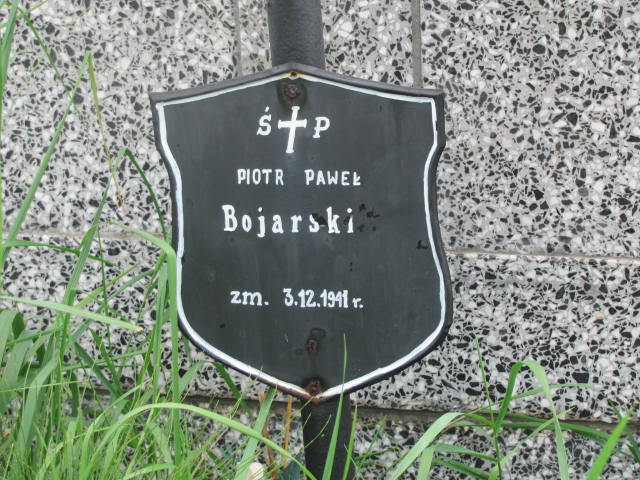 Ś✝P
PIOTR PAWEŁ
Bojarski
zm. 3.12.1941 r.